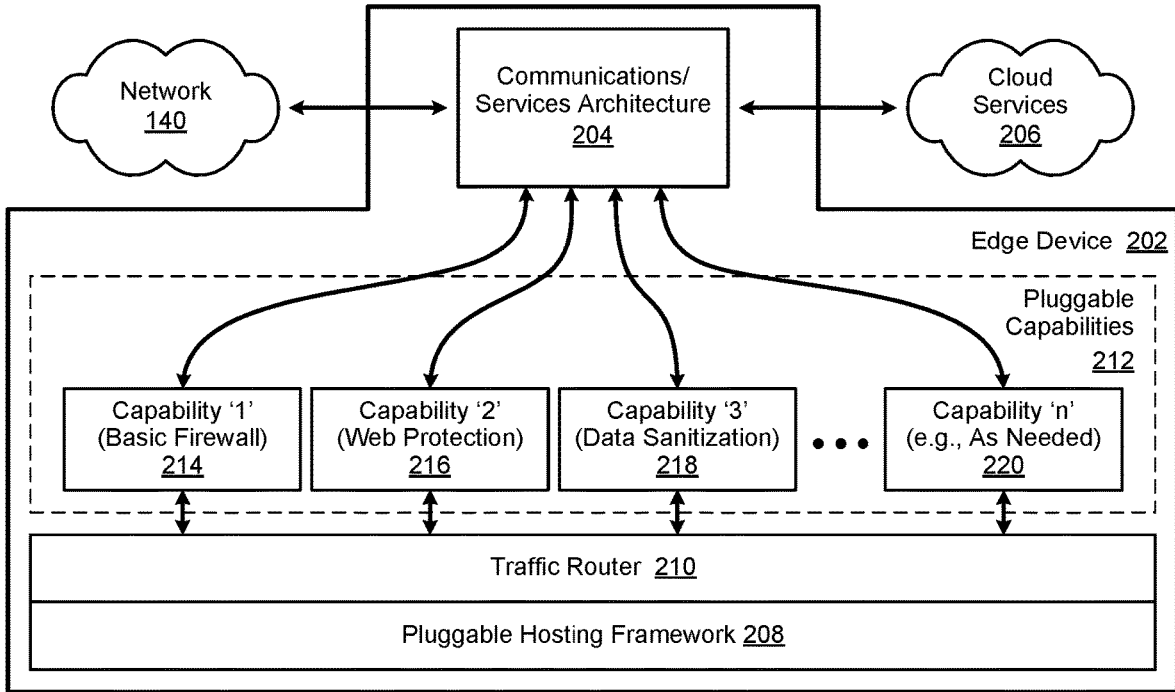 Network
140
Communications/
Services Architecture
204
Cloud
Services
206
Edge Device 202
Pluggable
Capabilities
212
Capability ‘1’
(Basic Firewall)
214
Capability ‘2’
(Web Protection)
216
Capability ‘3’
(Data Sanitization)
218
Capability ‘n’
(e.g., As Needed)
220
Traffic Router 210
Pluggable Hosting Framework 208